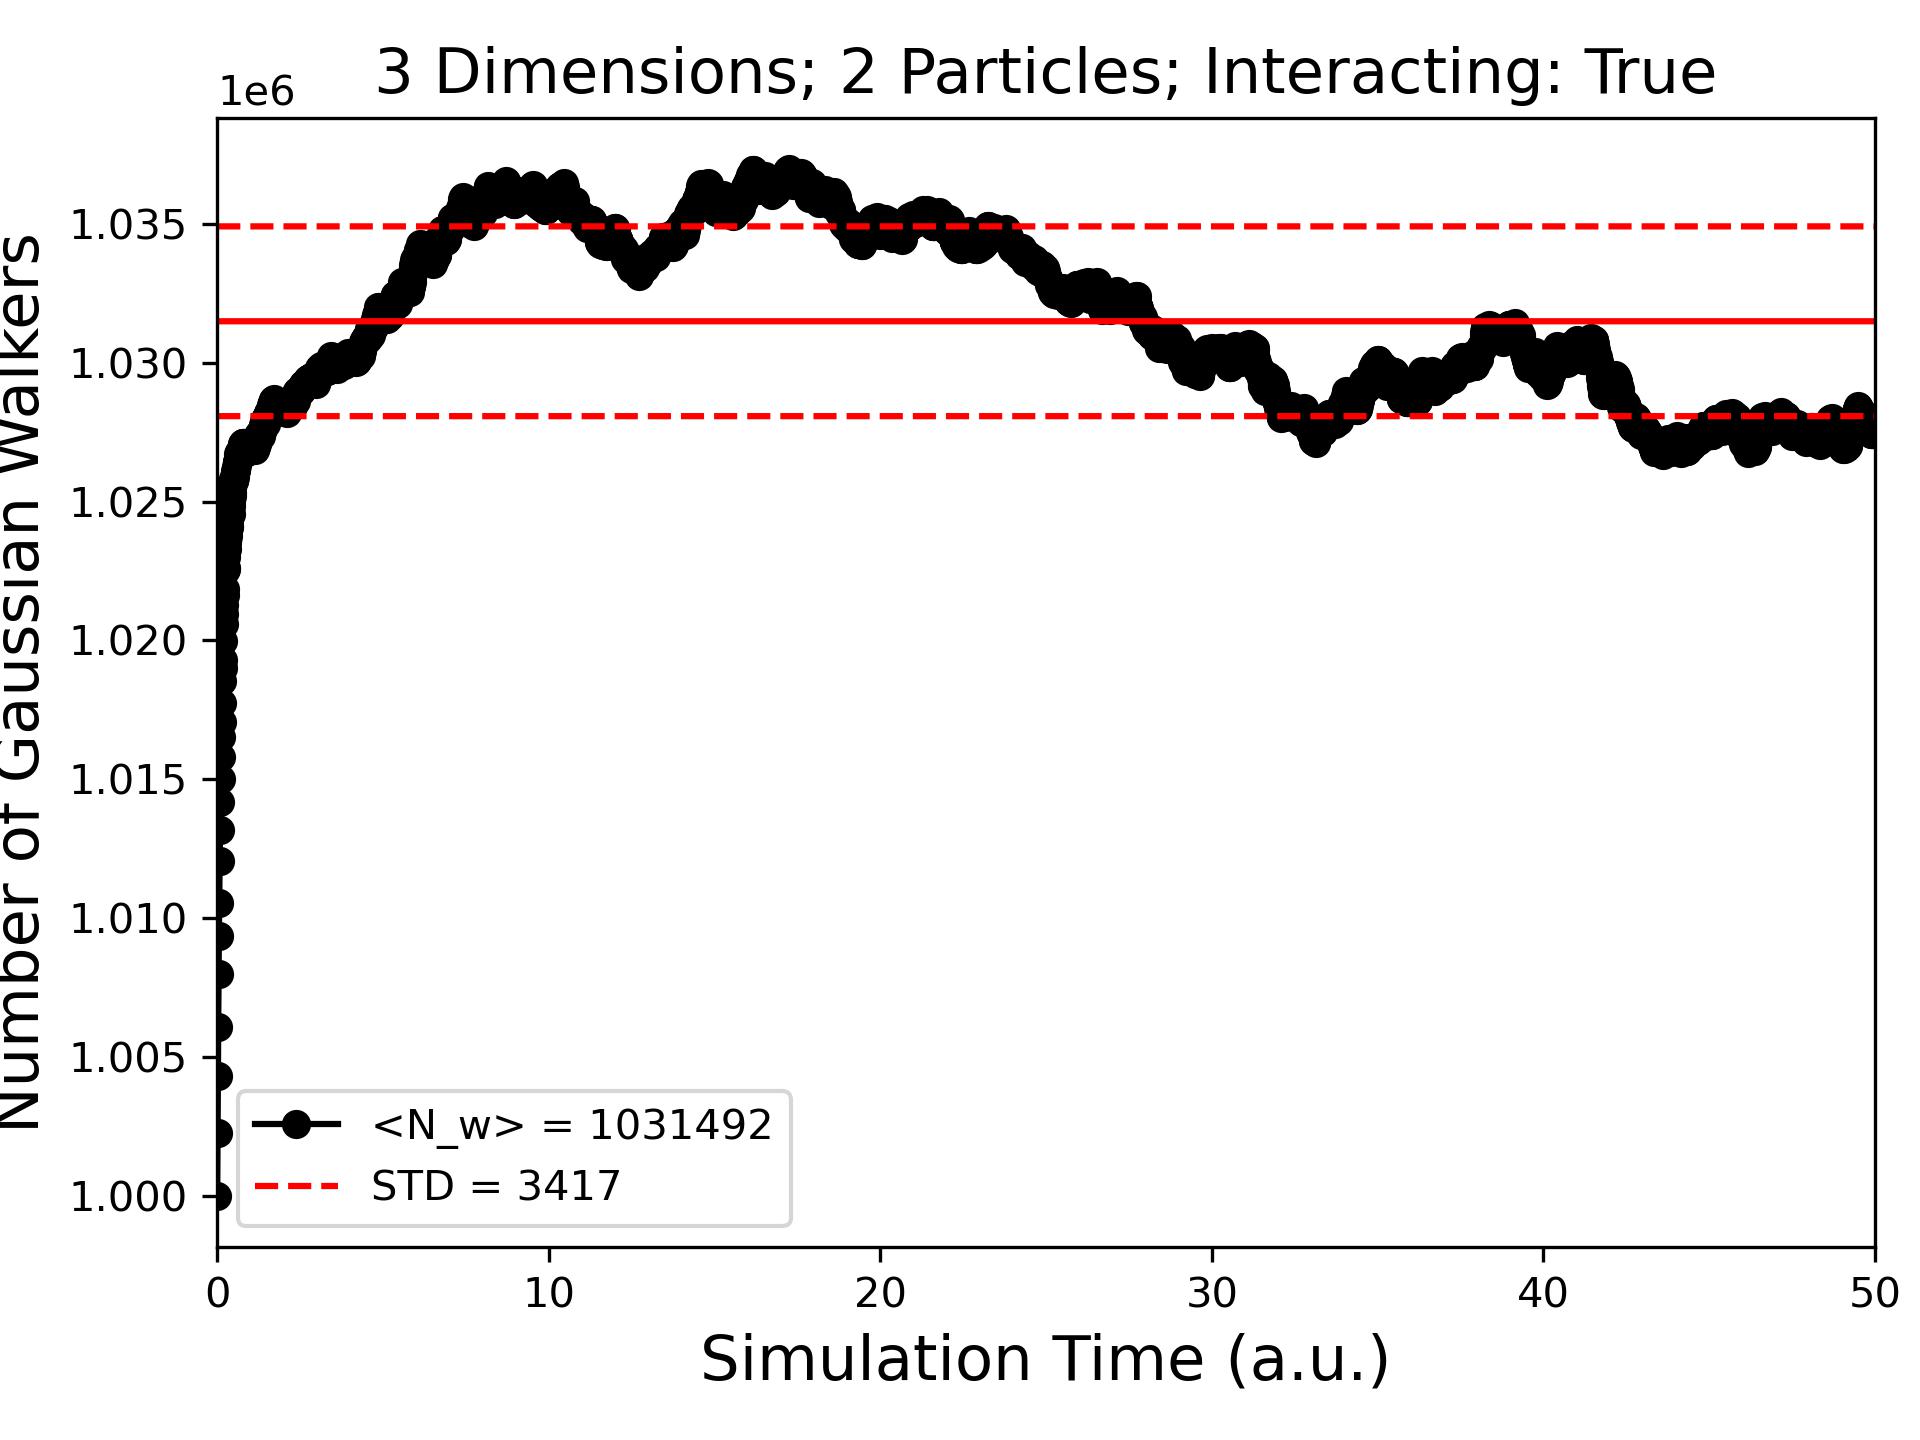 3 Dimensions; 2 Particles; Interacting: True
1e6
Number of Gaussian Walkers
1.035
1.030
1.025
1.020
1.015
1.010
1.005
1.000
<N_w> = 1031492
STD = 3417
0 10 20 30 40 50
Simulation Time (a.u.)